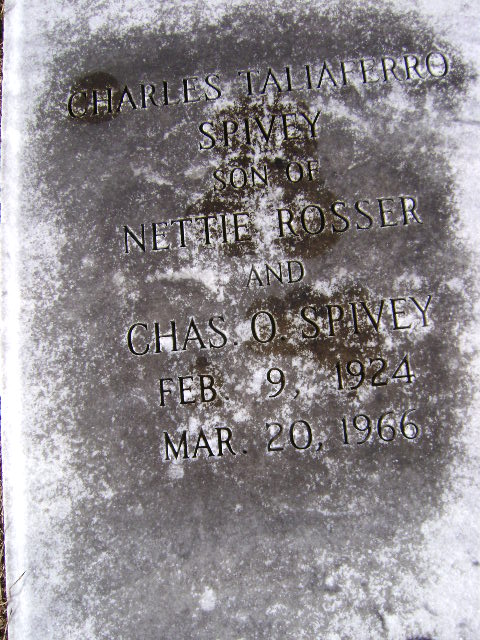 CHARLES TALIAFERRO
SPIVEY
SON OF
NETTIE ROSSER
AND
CHAS. O. SPIVEY
FEB. 9, 1924
MAR. 20, 1966